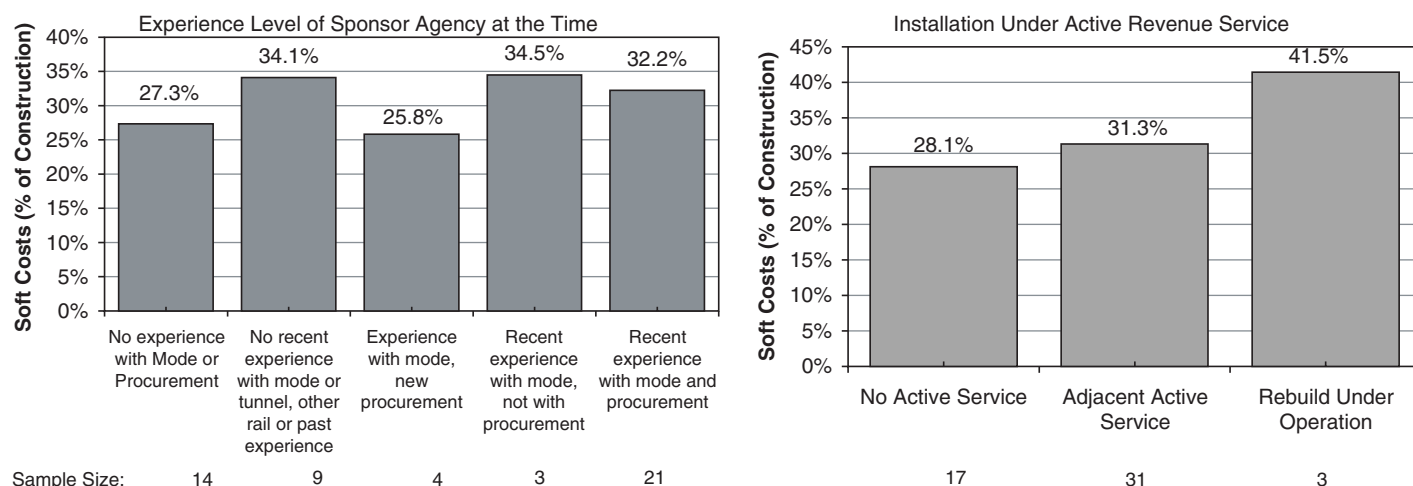 Experience Level of Sponsor Agency at the Time
Soft Costs (% of Construction)
40%
35%
30%
25%
20%
15%
10%
5%
0%
27.3%
34.1%
25.8%
34.5%
32.2%
No experience
with Mode or
Procurement
No recent
experience
with mode or
tunnel, other
rail or past
experience
Experience
with mode,
new
procurement
Recent
experience
with mode,
not with
procurement
Recent
experience
with mode and
procurement
Installation Under Active Revenue Service
Soft Costs (% of Construction)
45%
40%
35%
30%
25%
20%
15%
10%
5%
0%
28.1%
31.3%
41.5%
No Active Service
Adjacent Active
Service
Rebuild Under
Operation
Sample Size: 14 9 4 3 21 17 31 3